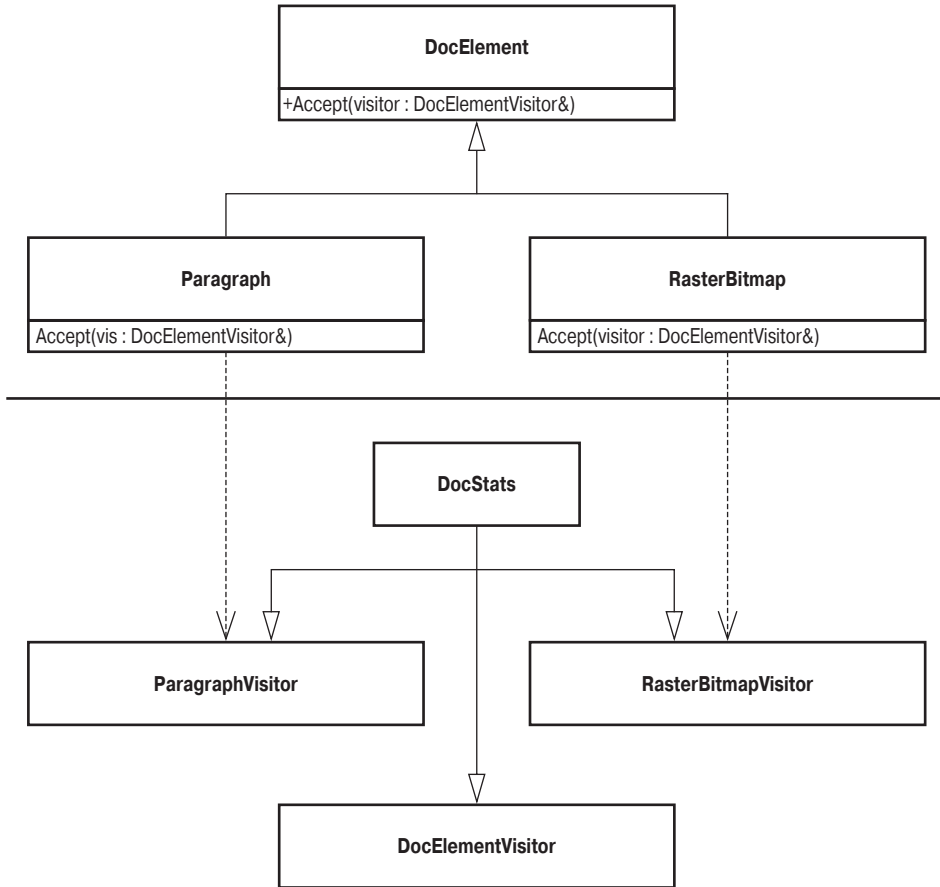 DocElement
+Accept(visitor : DocElementVisitor&)
Paragraph
Accept(vis : DocElementVisitor&)
RasterBitmap
Accept(visitor : DocElementVisitor&)
DocStats
ParagraphVisitor
RasterBitmapVisitor
DocElementVisitor